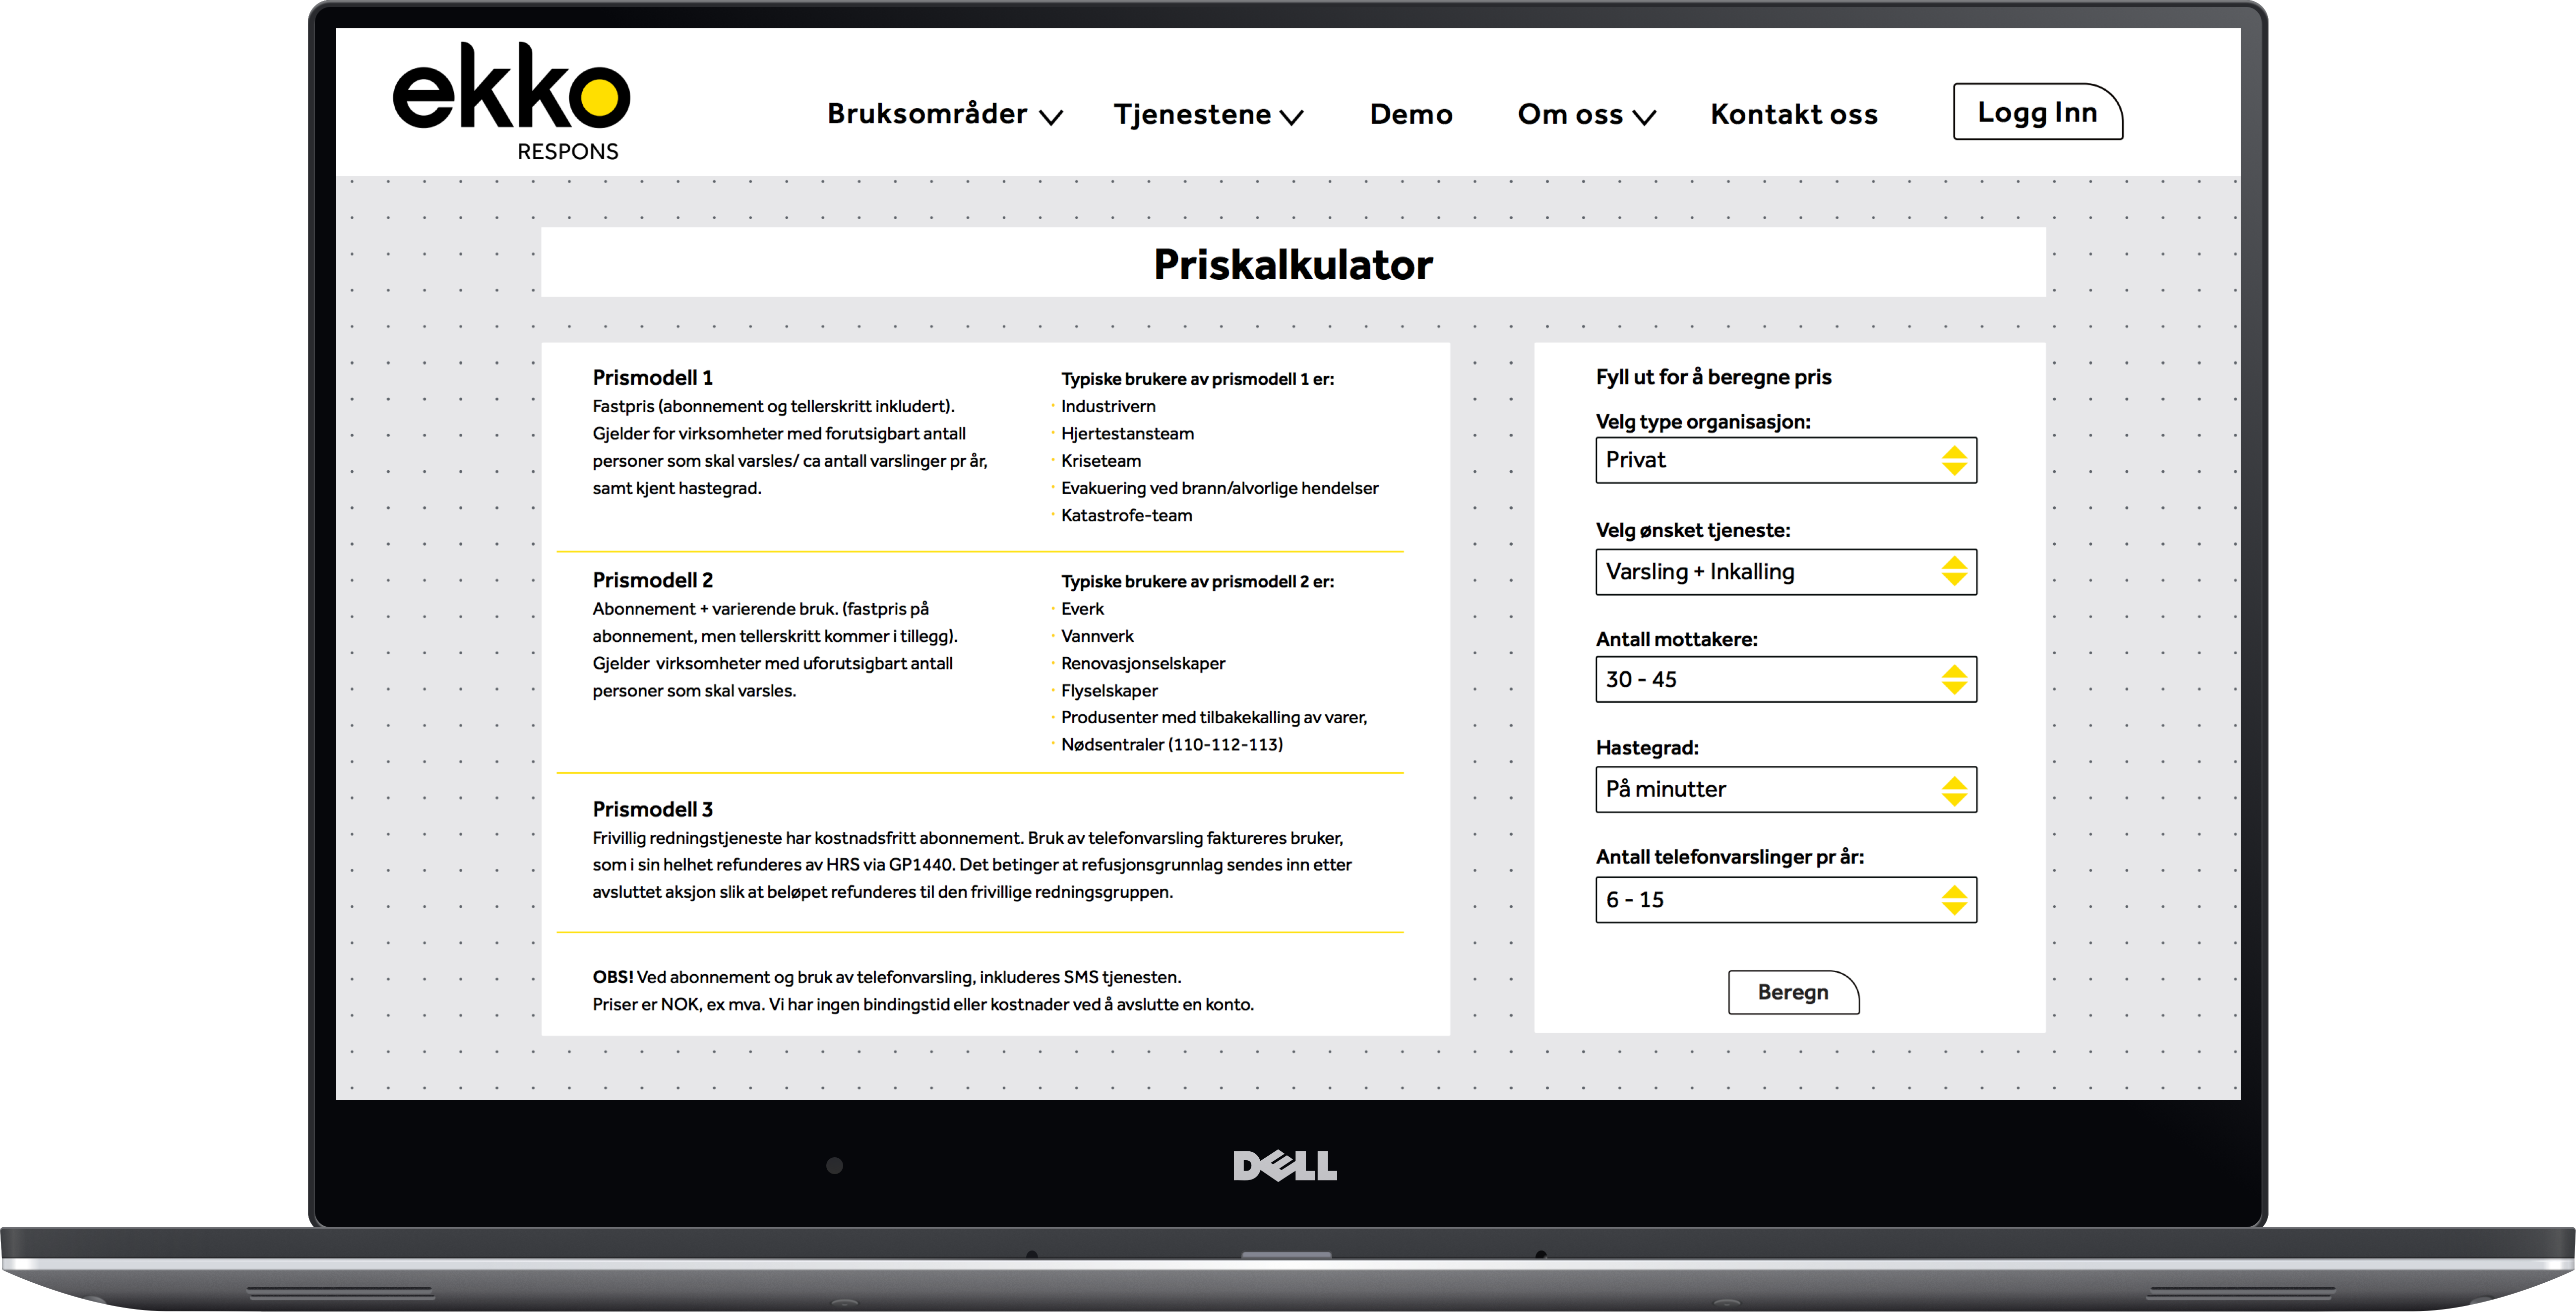 ekko
RESPONS
Bruksområder
Tjenestene
Demo
Om oss
Kontakt oss
Logg Inn
Priskalkulator
Prismodell 1
Fastpris (abonnement og tellerskritt inkludert).
Gjelder for virksomheter med forutsigbart antall
personer som skal varsles/ ca antall varslinger pr år,
samt kjent hastegrad.
Typiske brukere av prismodell 1 er:
· Industrivern
· Hjertestansteam
· Kriseteam
· Evakuering ved brann/alvorlige hendelser
· Katastrofe-team
Prismodell 2
Abonnement + varierende bruk. (fastpris på
abonnement, men tellerskritt kommer i tillegg).
Gjelder  virksomheter med uforutsigbart antall
personer som skal varsles.
Typiske brukere av prismodell 2 er:
· Everk
· Vannverk
· Renovasjonselskaper
· Flyselskaper
· Produsenter med tilbakekalling av varer,
· Nødsentraler (110-112-113)
Prismodell 3
Frivillig redningstjeneste har kostnadsfritt abonnement. Bruk av telefonvarsling faktureres bruker,
som i sin helhet refunderes av HRS via GP1440. Det betinger at refusjonsgrunnlag sendes inn etter
avsluttet aksjon slik at beløpet refunderes til den frivillige redningsgruppen.
OBS! Ved abonnement og bruk av telefonvarsling, inkluderes SMS tjenesten.
Priser er NOK, ex mva. Vi har ingen bindingstid eller kostnader ved å avslutte en konto.
Fyll ut for å beregne pris
Velg type organisasjon:
Privat
Velg ønsket tjeneste:
Varsling + Inkalling
Antall mottakere:
30 - 45
Hastegrad:
På minutter
Antall telefonvarslinger pr år:
6 - 15
Beregn
DELL